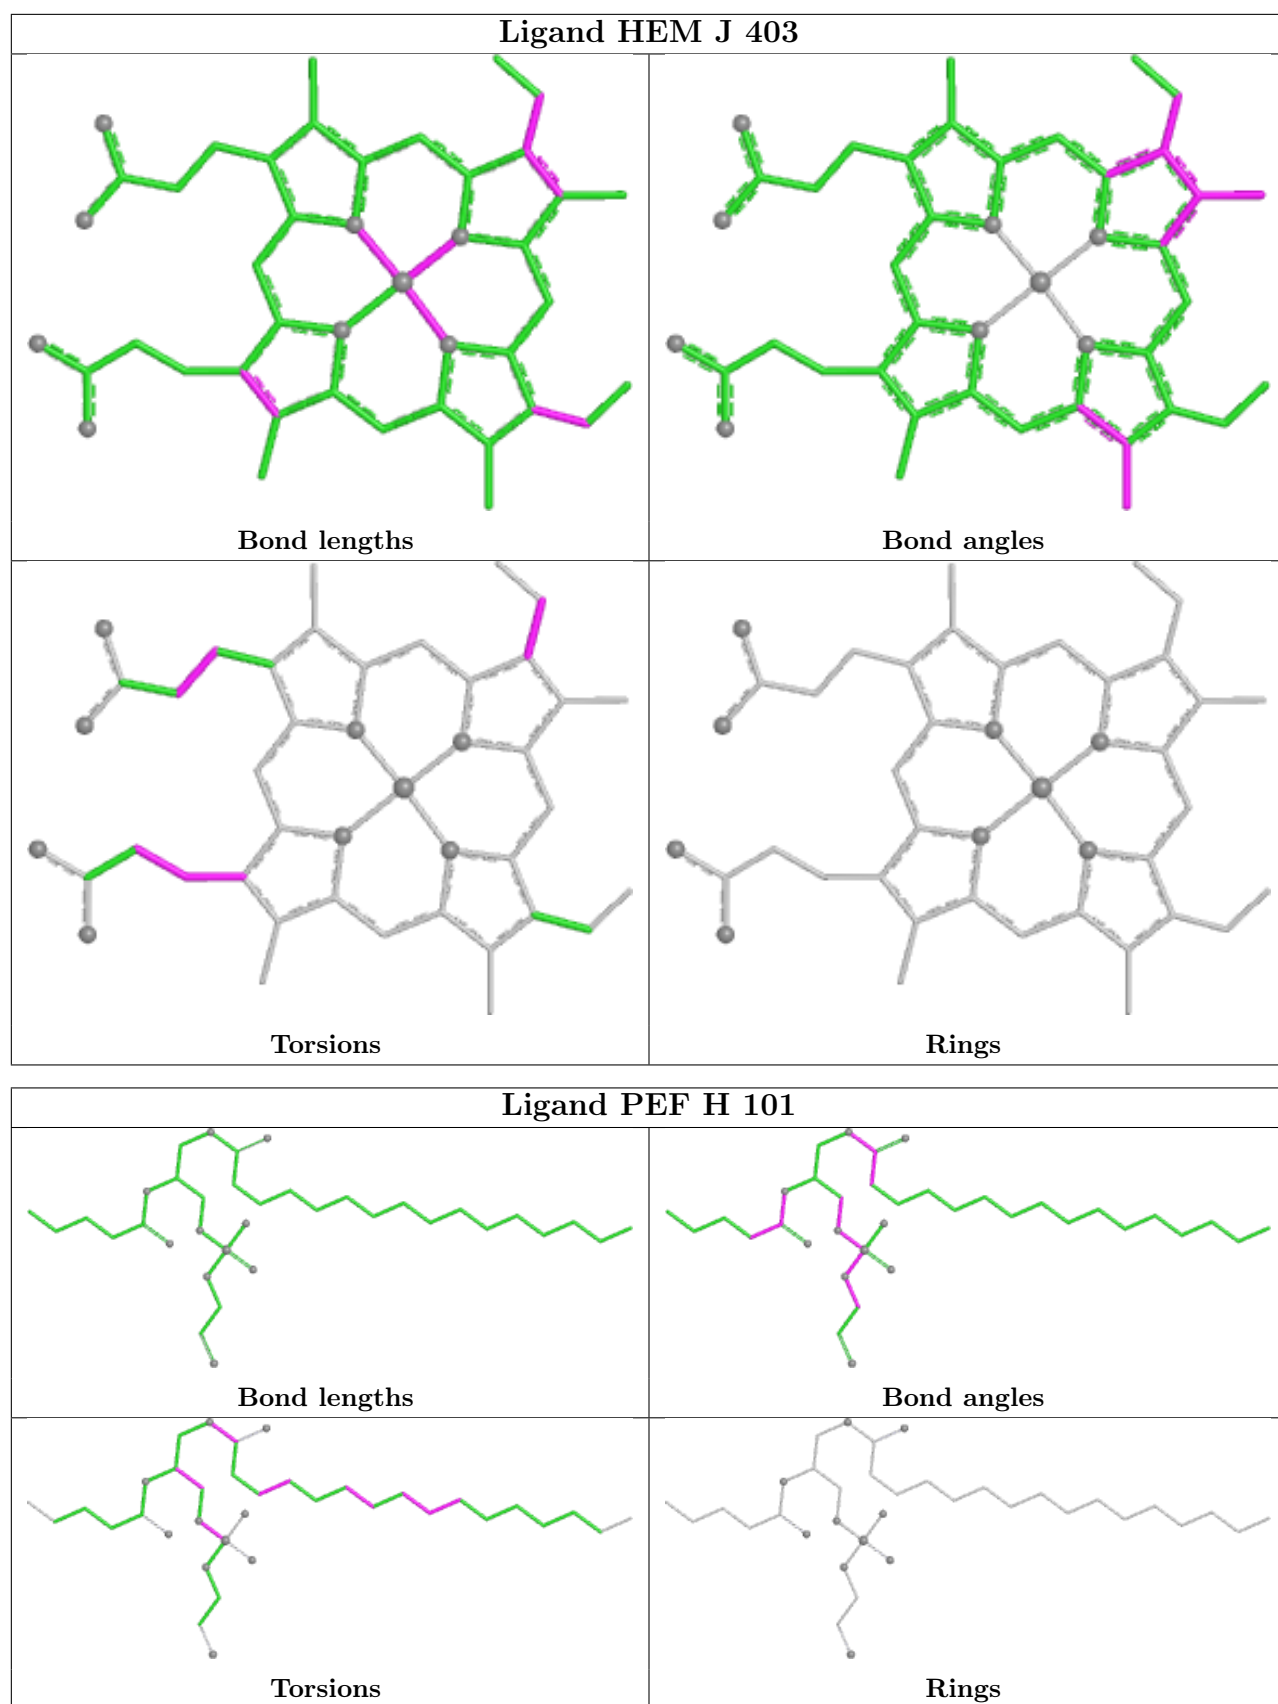 Ligand HEM J 403
Bond lengths
Bond angles
Torsions
Rings
Ligand PEF H 101
Bond lengths
Bond angles
Torsions
Rings